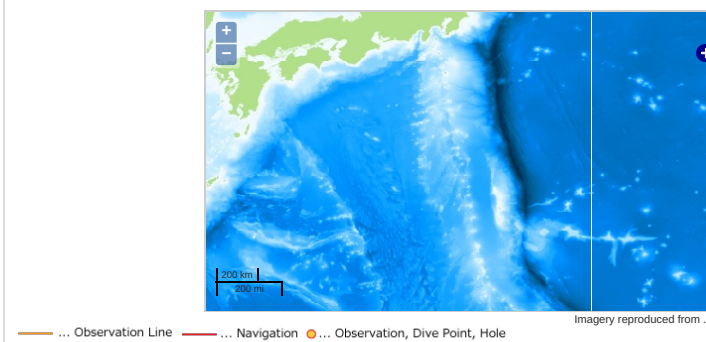 +
−
200 km
200 mi
Imagery reproduced from .
... Observation Line ... Navigation ... Observation, Dive Point, Hole